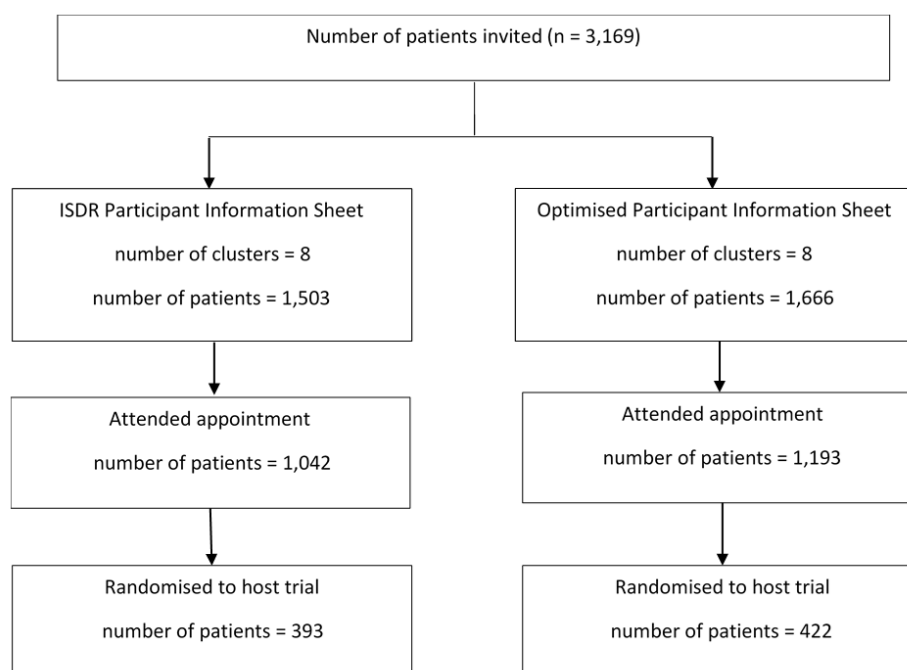 Number of patients invited (n = 3,169)
ISDR Participant Information Sheet
number of clusters = 8
number of patients = 1,503
Optimised Participant Information Sheet
number of clusters = 8
number of patients = 1,666
Attended appointment
number of patients = 1,042
Attended appointment
number of patients = 1,193
Randomised to host trial
number of patients = 393
Randomised to host trial
number of patients = 422